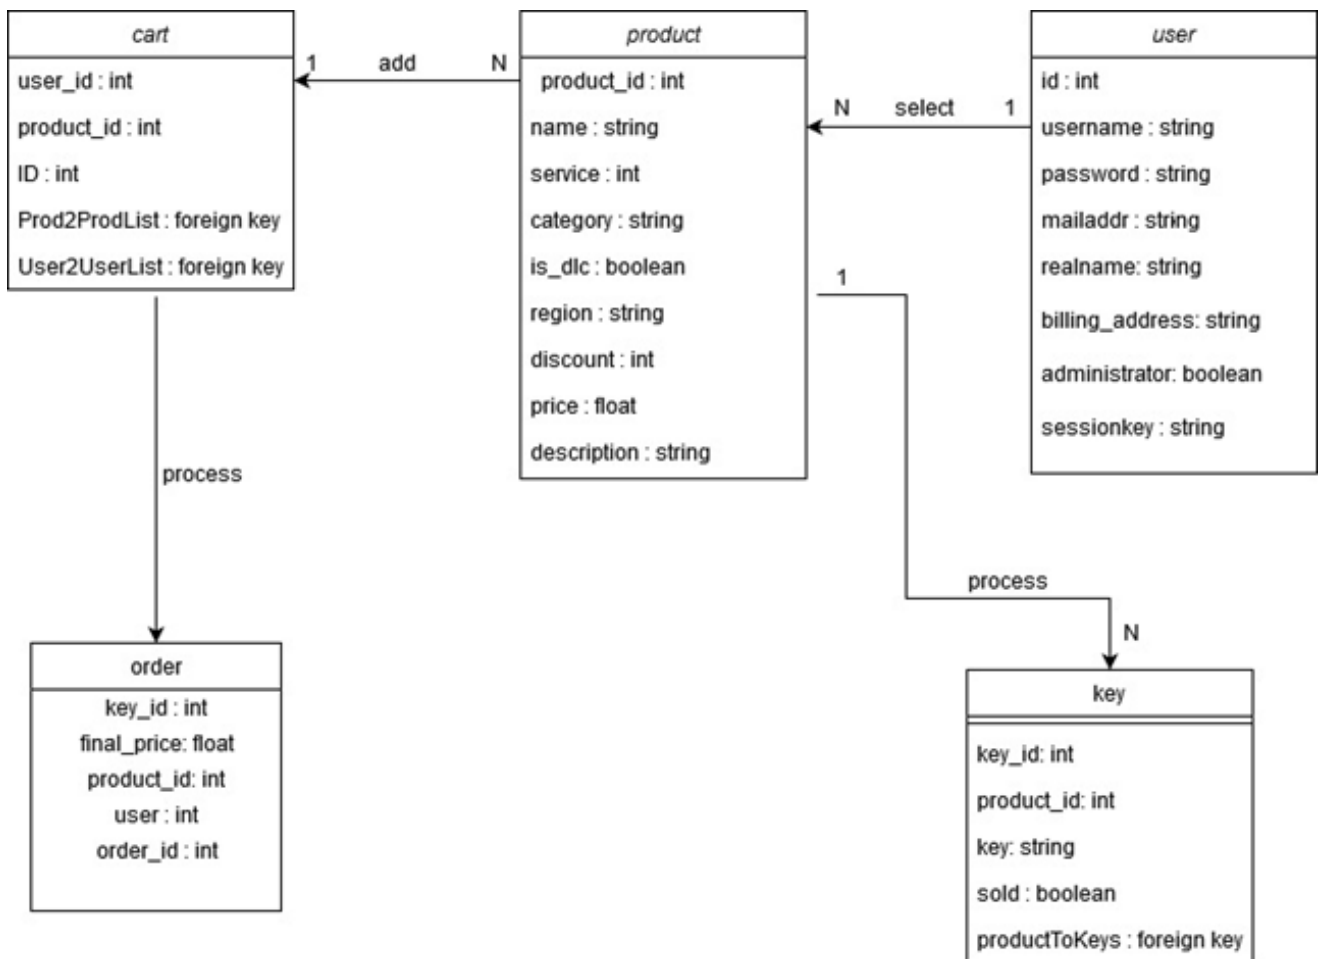 cart
user_id : int
product_id : int
ID : int
Prod2ProdList : foreign key
User2UserList : foreign key
1 add N
product
product_id : int
name : string
service : int
category : string
is_dlc : boolean
region : string
discount : int
price : float
description : string
N select 1
user
id : int
username : string
password : string
mailaddr : string
realname: string
billing_address: string
administrator: boolean
sessionkey : string
1
process
process
N
order
key_id : int
final_price: float
product_id: int
user : int
order_id : int
key
key_id: int
product_id: int
key: string
sold : boolean
productToKeys : foreign key